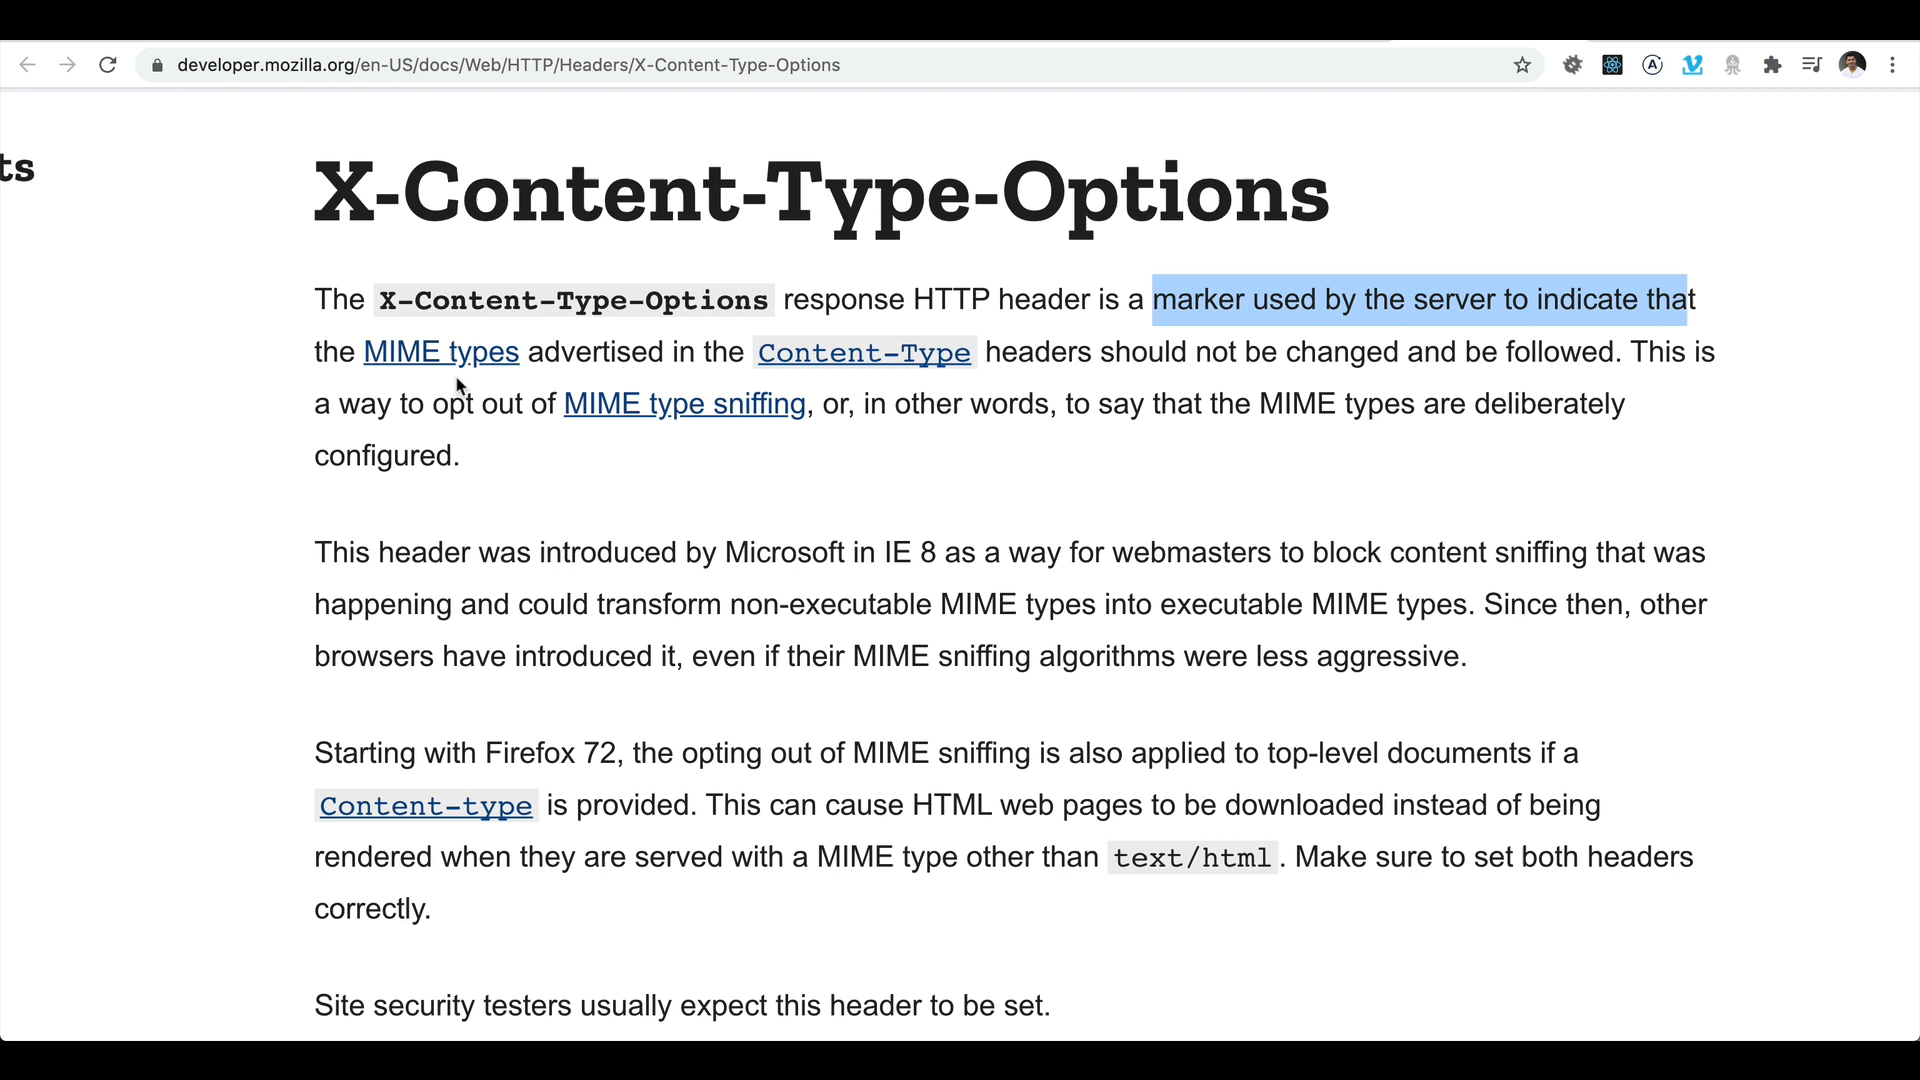 developer.mozilla.org/en-US/docs/Web/HTTP/Headers/X-Content-Type-Options
ts
X-Content-Type-Options
The X-Content-Type-Options response HTTP header is a marker used by the server to indicate that
the MIME types advertised in the Content-Type headers should not be changed and be followed. This is
a way to opt out of MIME type sniffing, or, in other words, to say that the MIME types are deliberately
configured.
This header was introduced by Microsoft in IE 8 as a way for webmasters to block content sniffing that was
happening and could transform non-executable MIME types into executable MIME types. Since then, other
browsers have introduced it, even if their MIME sniffing algorithms were less aggressive.
Starting with Firefox 72, the opting out of MIME sniffing is also applied to top-level documents if a
Content-type is provided. This can cause HTML web pages to be downloaded instead of being
rendered when they are served with a MIME type other than text/html. Make sure to set both headers
correctly.
Site security testers usually expect this header to be set.